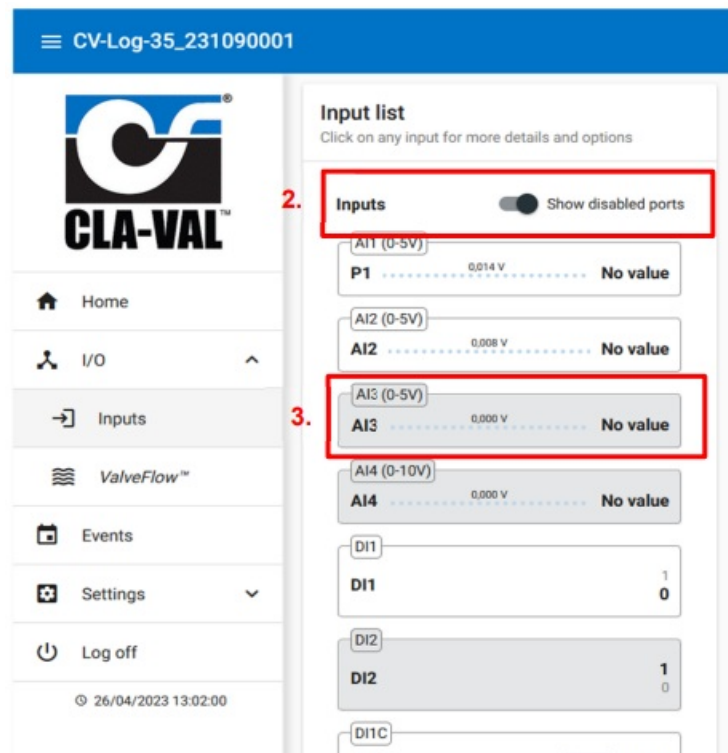 CV-Log-35_231090001
CLA-VAL™
®
Home
I/O
Inputs
ValveFlow™
Events
Settings
Log off
26/04/2023 13:02:00
Input list
Click on any input for more details and options
2.
Inputs
Show disabled ports
AI1 (0-5V)
P1 0,014 V No value
AI2 (0-5V)
AI2 0,008 V No value
3.
AI3 (0-5V)
AI3 0,000 V No value
AI4 (0-10V)
AI4 0,000 V No value
DI1
DI1 1
0
DI2
DI2 1
0
DI1C